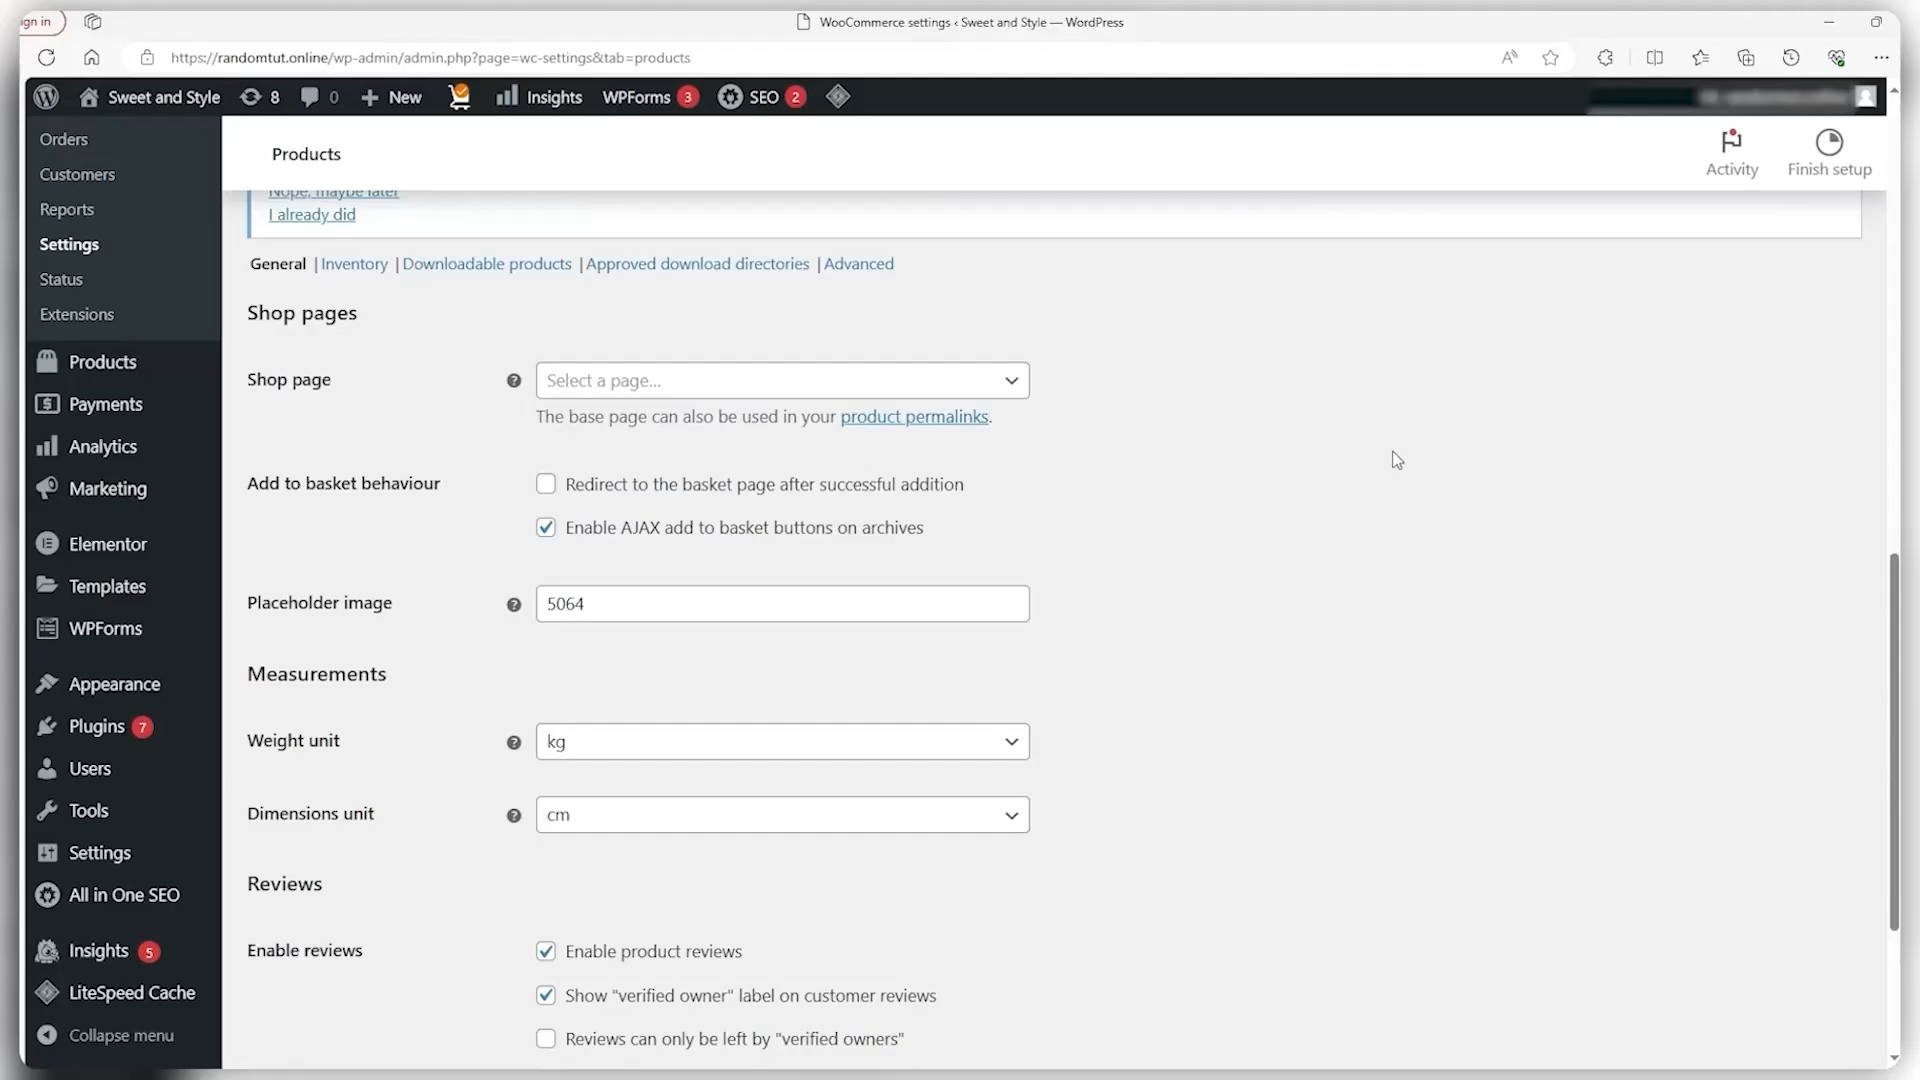 gn in
WooCommerce settings ‹ Sweet and Style — WordPress
https://randomtut.online/wp-admin/admin.php?page=wc-settings&tab=products
Sweet and Style 8 0 New Insights WPForms 3 SEO 2
Orders
Customers
Reports
Settings
Status
Extensions
Products
Payments
Analytics
Marketing
Elementor
Templates
WPForms
Appearance
Plugins 7
Users
Tools
Settings
All in One SEO
Insights 5
LiteSpeed Cache
Collapse menu
Products
Activity
Finish setup
Nope, maybe later
I already did
General | Inventory | Downloadable products | Approved download directories | Advanced
Shop pages
Shop page
Select a page...
The base page can also be used in your product permalinks.
Add to basket behaviour
Redirect to the basket page after successful addition
Enable AJAX add to basket buttons on archives
Placeholder image
5064
Measurements
Weight unit
kg
Dimensions unit
cm
Reviews
Enable reviews
Enable product reviews
Show "verified owner" label on customer reviews
Reviews can only be left by "verified owners"